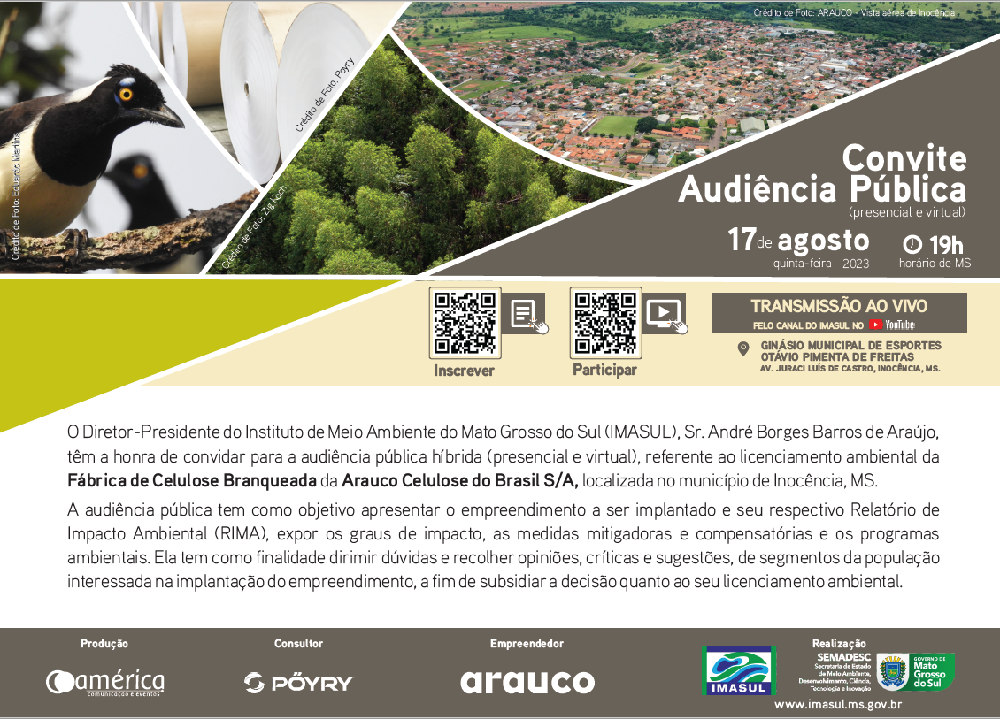 Crédito de Foto: ARAUCO - Vista aérea de Inocência
Crédito de Foto: Poyry
Crédito de Foto: Eduardo Martins
Crédito de Foto: Zig Koch
Convite
Audiência Pública
(presencial e virtual)
17 de agosto
quinta-feira 2023
19h
horário de MS
Inscrever
Participar
TRANSMISSÃO AO VIVO
PELO CANAL DO IMASUL NO YouTube
GINÁSIO MUNICIPAL DE ESPORTES
OTÁVIO PIMENTA DE FREITAS
AV. JURACI LUÍS DE CASTRO, INOCÊNCIA, MS.
O Diretor-Presidente do Instituto de Meio Ambiente do Mato Grosso do Sul (IMASUL), Sr. André Borges Barros de Araújo,
têm a honra de convidar para a audiência pública híbrida (presencial e virtual), referente ao licenciamento ambiental da
Fábrica de Celulose Branqueada da Arauco Celulose do Brasil S/A, localizada no município de Inocência, MS.
A audiência pública tem como objetivo apresentar o empreendimento a ser implantado e seu respectivo Relatório de
Impacto Ambiental (RIMA), expor os graus de impacto, as medidas mitigadoras e compensatórias e os programas
ambientais. Ela tem como finalidade dirimir dúvidas e recolher opiniões, críticas e sugestões, de segmentos da população
interessada na implantação do empreendimento, a fim de subsidiar a decisão quanto ao seu licenciamento ambiental.
Produção
américa
comunicação e eventos
Consultor
PÖYRY
Empreendedor
arauco
Realização
IMASUL
SEMADESC
Secretaria de Estado
de Meio Ambiente,
Desenvolvimento, Ciência,
Tecnologia e Inovação
GOVERNO DE
Mato
Grosso
do Sul
www.imasul.ms.gov.br